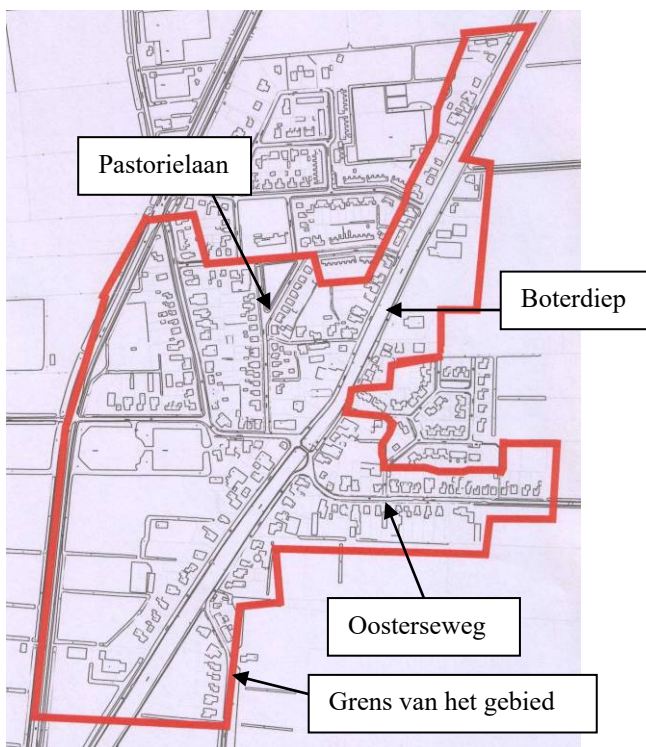 Pastorielaan
Boterdiep
Oosterseweg
Grens van het gebied